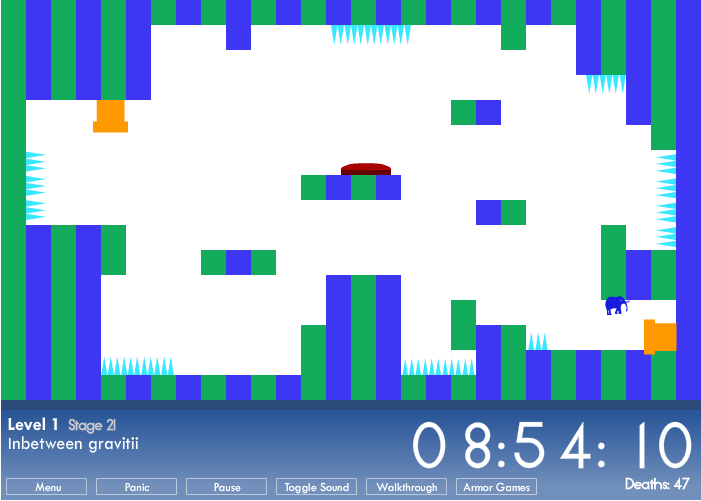 Level 1 Stage 21
Inbetween gravitii
08:54:10
Menu
Panic
Pause
Toggle Sound
Walkthrough
Armor Games
Deaths: 47